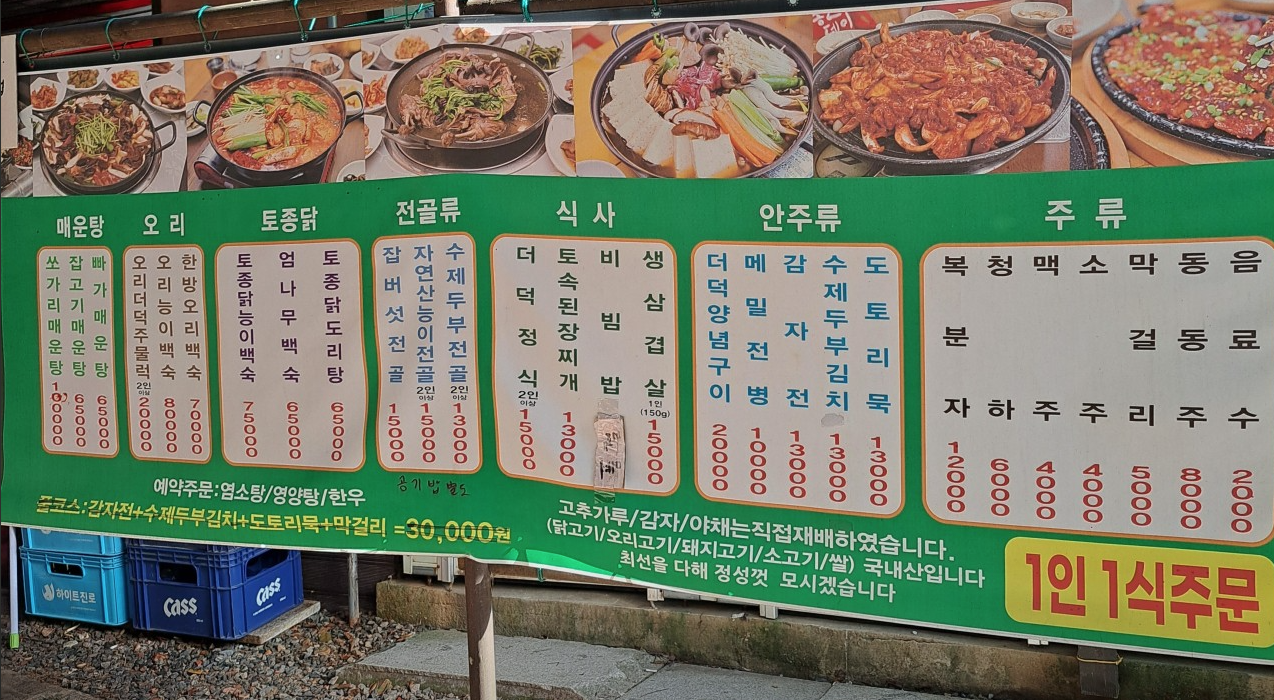 매운탕
쏘가리매운탕
잡고기매운탕 65000
빠가매운탕 65000
오리
오리더덕주물럭 2인이상 20000
오리능이백숙 80000
한방오리백숙 70000
토종닭
토종닭능이백숙 75000
엄나무백숙 65000
토종닭도리탕 65000
전골류
잡버섯전골 15000
자연산능이전골 2인이상 15000
수제두부전골 2인이상 13000
식사
더덕정식 2인이상 15000
토속된장찌개 13000
비빔밥
생삼겹살 1인(150g) 15000
안주류
더덕양념구이 20000
메밀전병 10000
감자전 13000
수제두부김치 13000
도토리묵 13000
주류
복분자 12000
청하 6000
맥주 4000
소주 4000
막걸리 5000
동동주 8000
음료수 2000
공기밥 별도
예약주문:염소탕/영양탕/한우
풀코스:감자전+수제두부김치+도토리묵+막걸리 =30,000원
고추가루/감자/야채는직접재배하였습니다.
(닭고기/오리고기/돼지고기/소고기/쌀) 국내산입니다
최선을 다해 정성껏 모시겠습니다
1인 1식주문
하이트진로
Cass
Cass